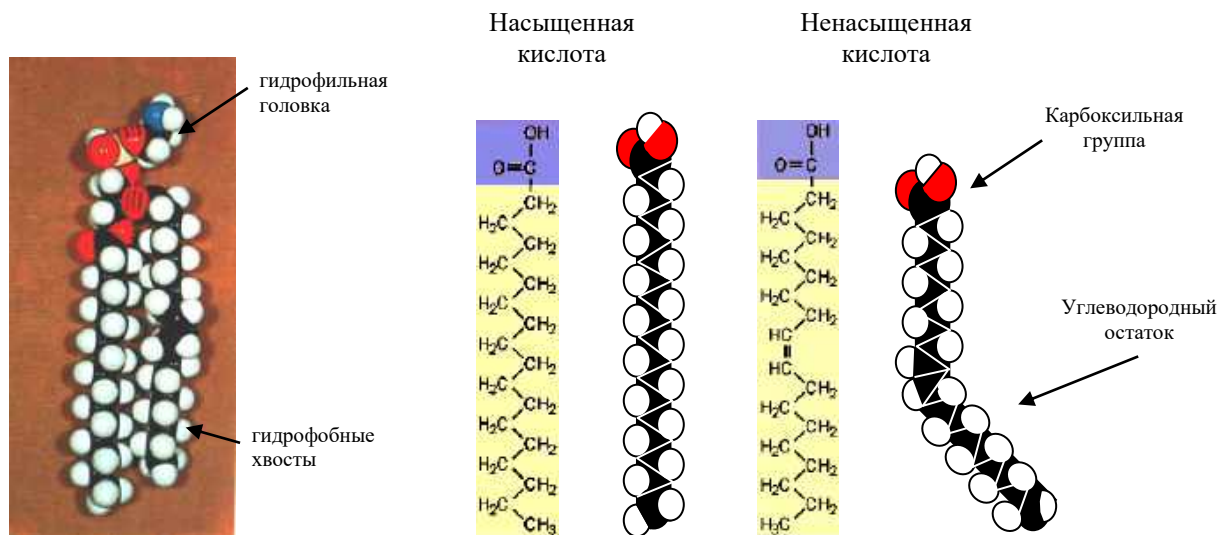 Насыщенная
кислота
Ненасыщенная
кислота
гидрофильная
головка
гидрофобные
хвосты
OH
O=C
CH₂
H₂C
CH₂
H₂C
CH₂
H₂C
CH₂
H₂C
CH₂
H₂C
CH₂
H₂C
CH₂
H₂C
CH₂
H₂C
CH₃
OH
O=C
CH₂
H₂C
CH₂
H₂C
CH₂
H₂C
CH₂
HC
HC
CH₂
H₂C
CH₂
H₂C
CH₂
H₂C
CH₂
H₃C
Карбоксильная
группа
Углеводородный
остаток